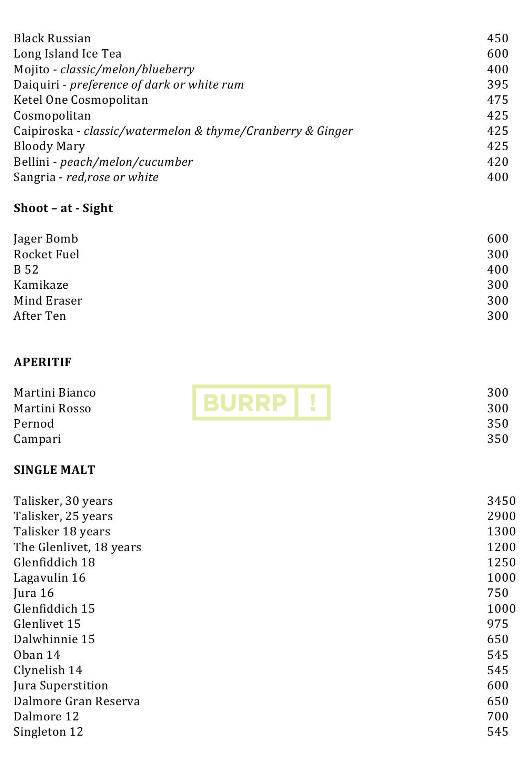 Black Russian 450
Long Island Ice Tea 600
Mojito - classic/melon/blueberry 400
Daiquiri - preference of dark or white rum 395
Ketel One Cosmopolitan 475
Cosmopolitan 425
Caipiroska - classic/watermelon & thyme/Cranberry & Ginger 425
Bloody Mary 425
Bellini - peach/melon/cucumber 420
Sangria - red,rose or white 400
Shoot – at - Sight
Jager Bomb 600
Rocket Fuel 300
B 52 400
Kamikaze 300
Mind Eraser 300
After Ten 300
APERITIF
Martini Bianco 300
Martini Rosso 300
BURRP !
Pernod 350
Campari 350
SINGLE MALT
Talisker, 30 years 3450
Talisker, 25 years 2900
Talisker 18 years 1300
The Glenlivet, 18 years 1200
Glenfiddich 18 1250
Lagavulin 16 1000
Jura 16 750
Glenfiddich 15 1000
Glenlivet 15 975
Dalwhinnie 15 650
Oban 14 545
Clynelish 14 545
Jura Superstition 600
Dalmore Gran Reserva 650
Dalmore 12 700
Singleton 12 545